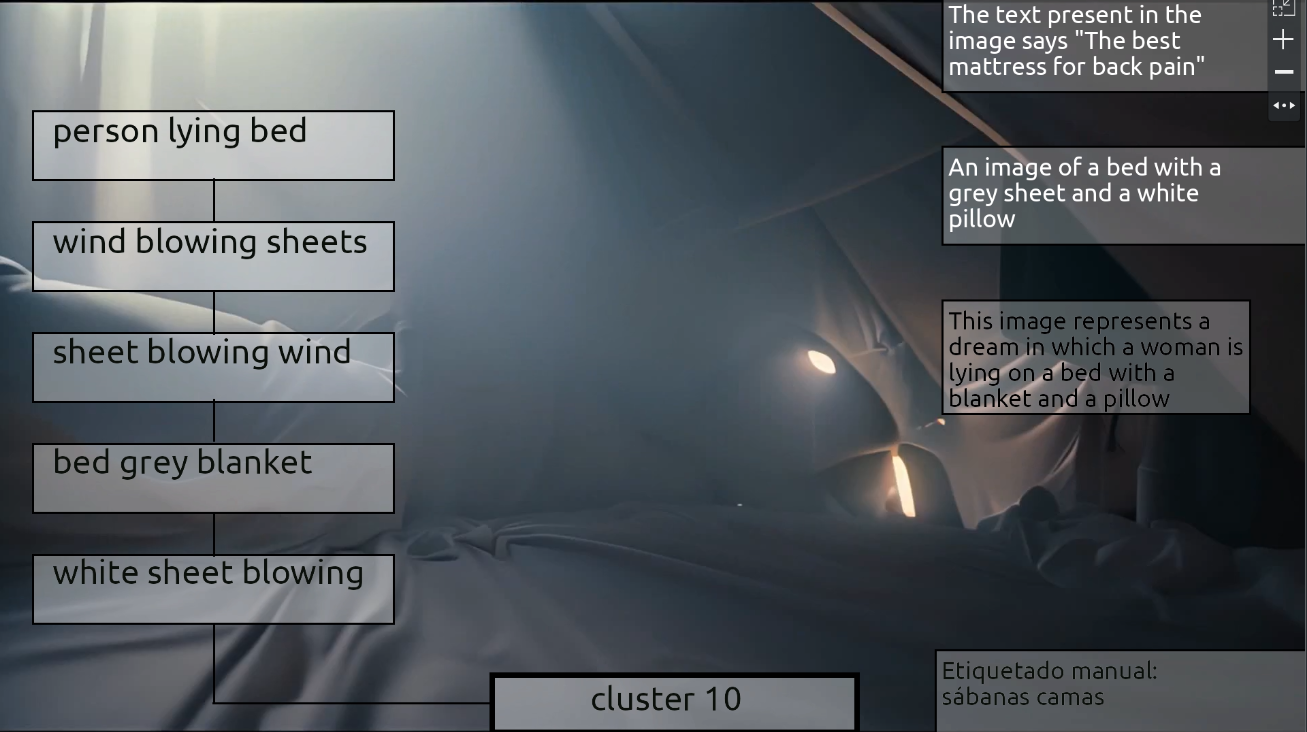 person lying bed
wind blowing sheets
sheet blowing wind
bed grey blanket
white sheet blowing
cluster 10
The text present in the
image says "The best
mattress for back pain"
An image of a bed with a
grey sheet and a white
pillow
This image represents a
dream in which a woman is
lying on a bed with a
blanket and a pillow
Etiquetado manual:
sábanas camas